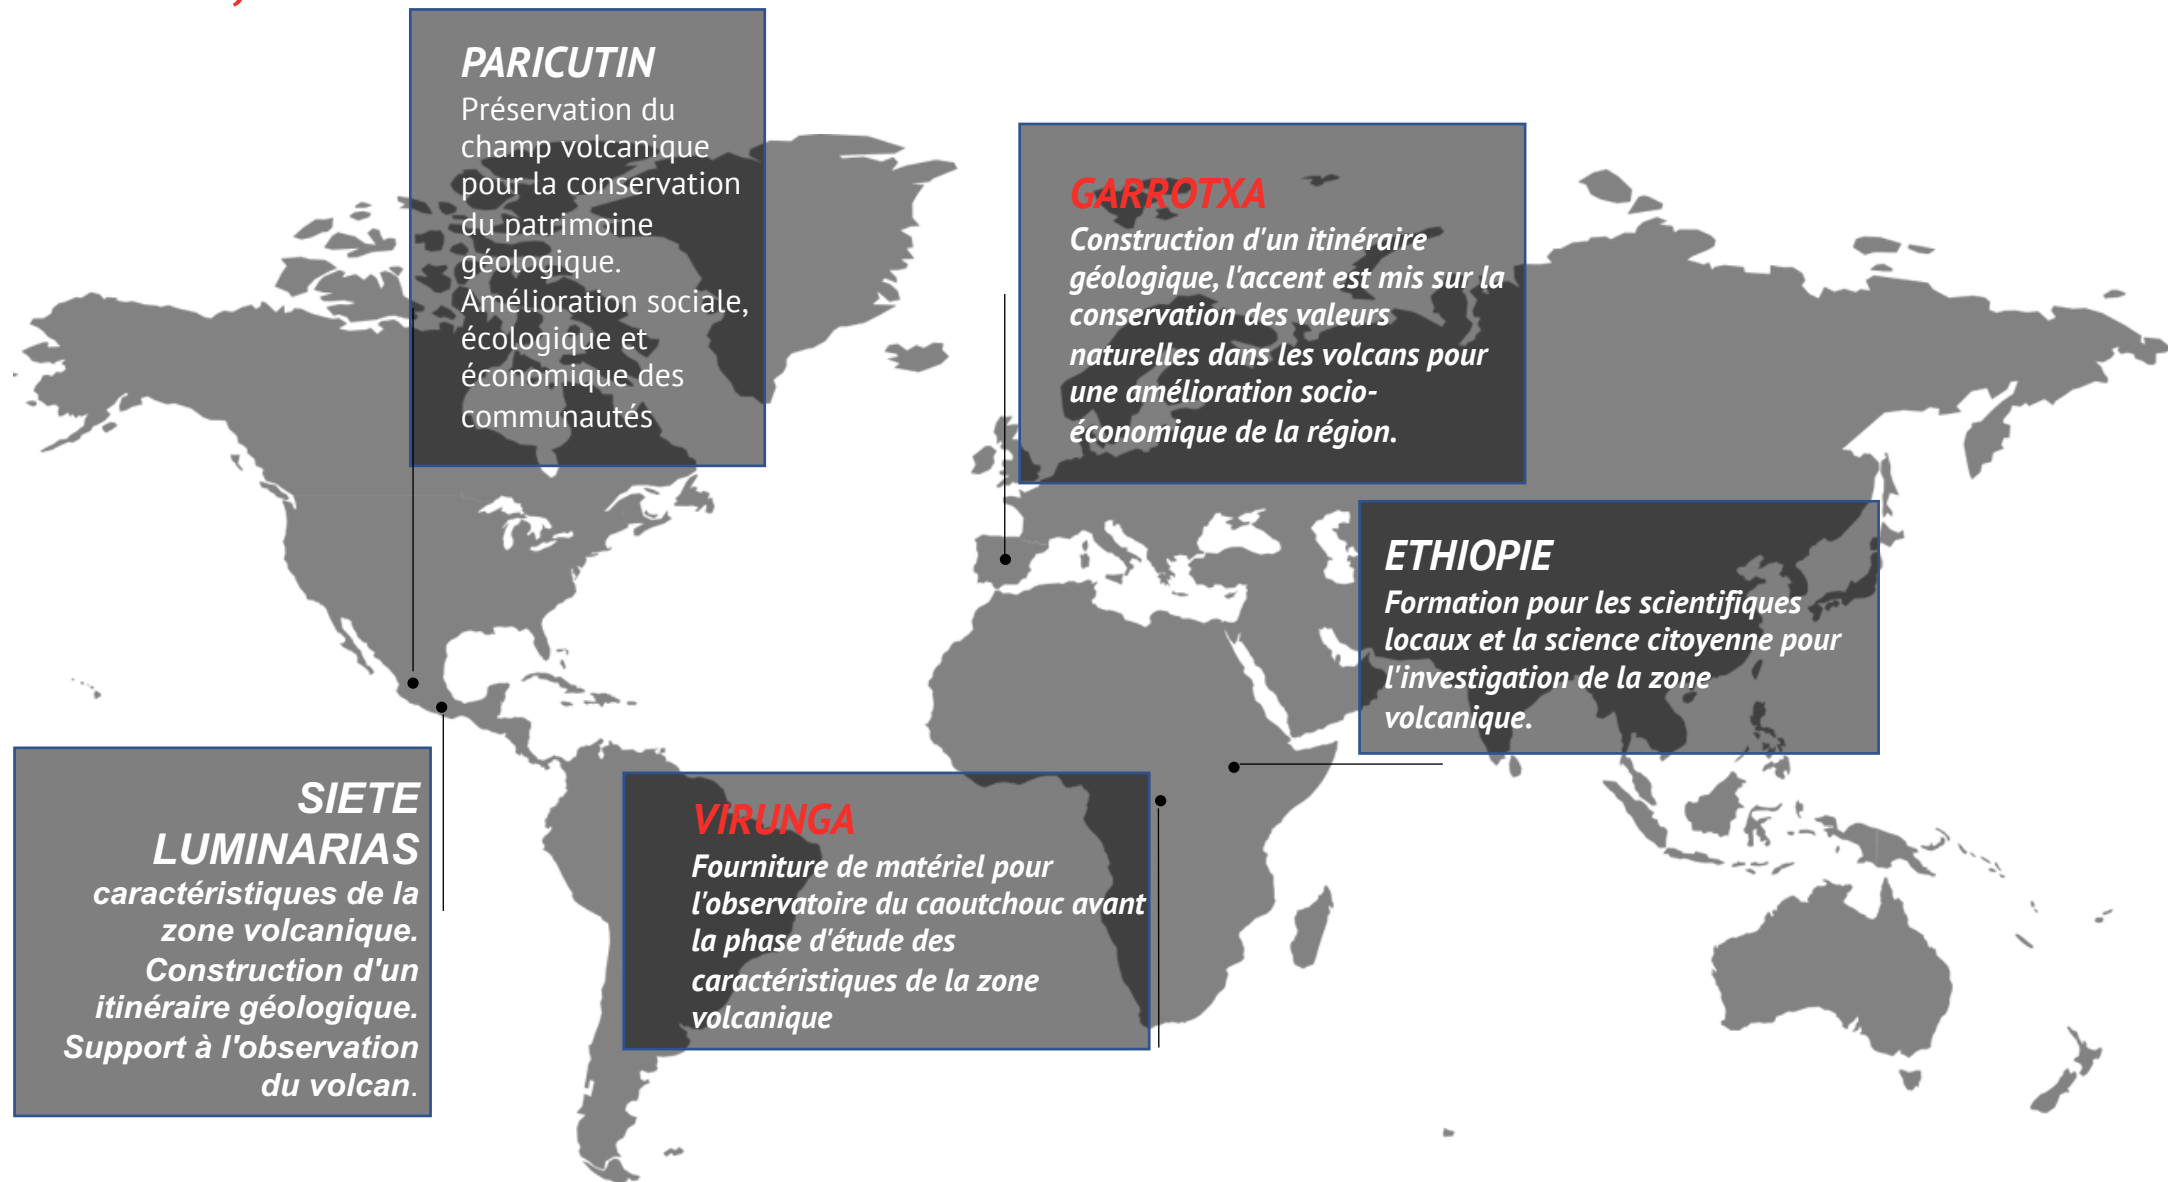 PARICUTIN
Préservation du
champ volcanique
pour la conservation
du patrimoine
géologique.
Amélioration sociale,
écologique et
économique des
communautés
GARROTXA
Construction d'un itinéraire
géologique, l'accent est mis sur la
conservation des valeurs
naturelles dans les volcans pour
une amélioration socio-
économique de la région.
ETHIOPIE
Formation pour les scientifiques
locaux et la science citoyenne pour
l'investigation de la zone
volcanique.
SIETE
LUMINARIAS
caractéristiques de la
zone volcanique.
Construction d'un
itinéraire géologique.
Support à l'observation
du volcan.
VIRUNGA
Fourniture de matériel pour
l'observatoire du caoutchouc avant
la phase d'étude des
caractéristiques de la zone
volcanique